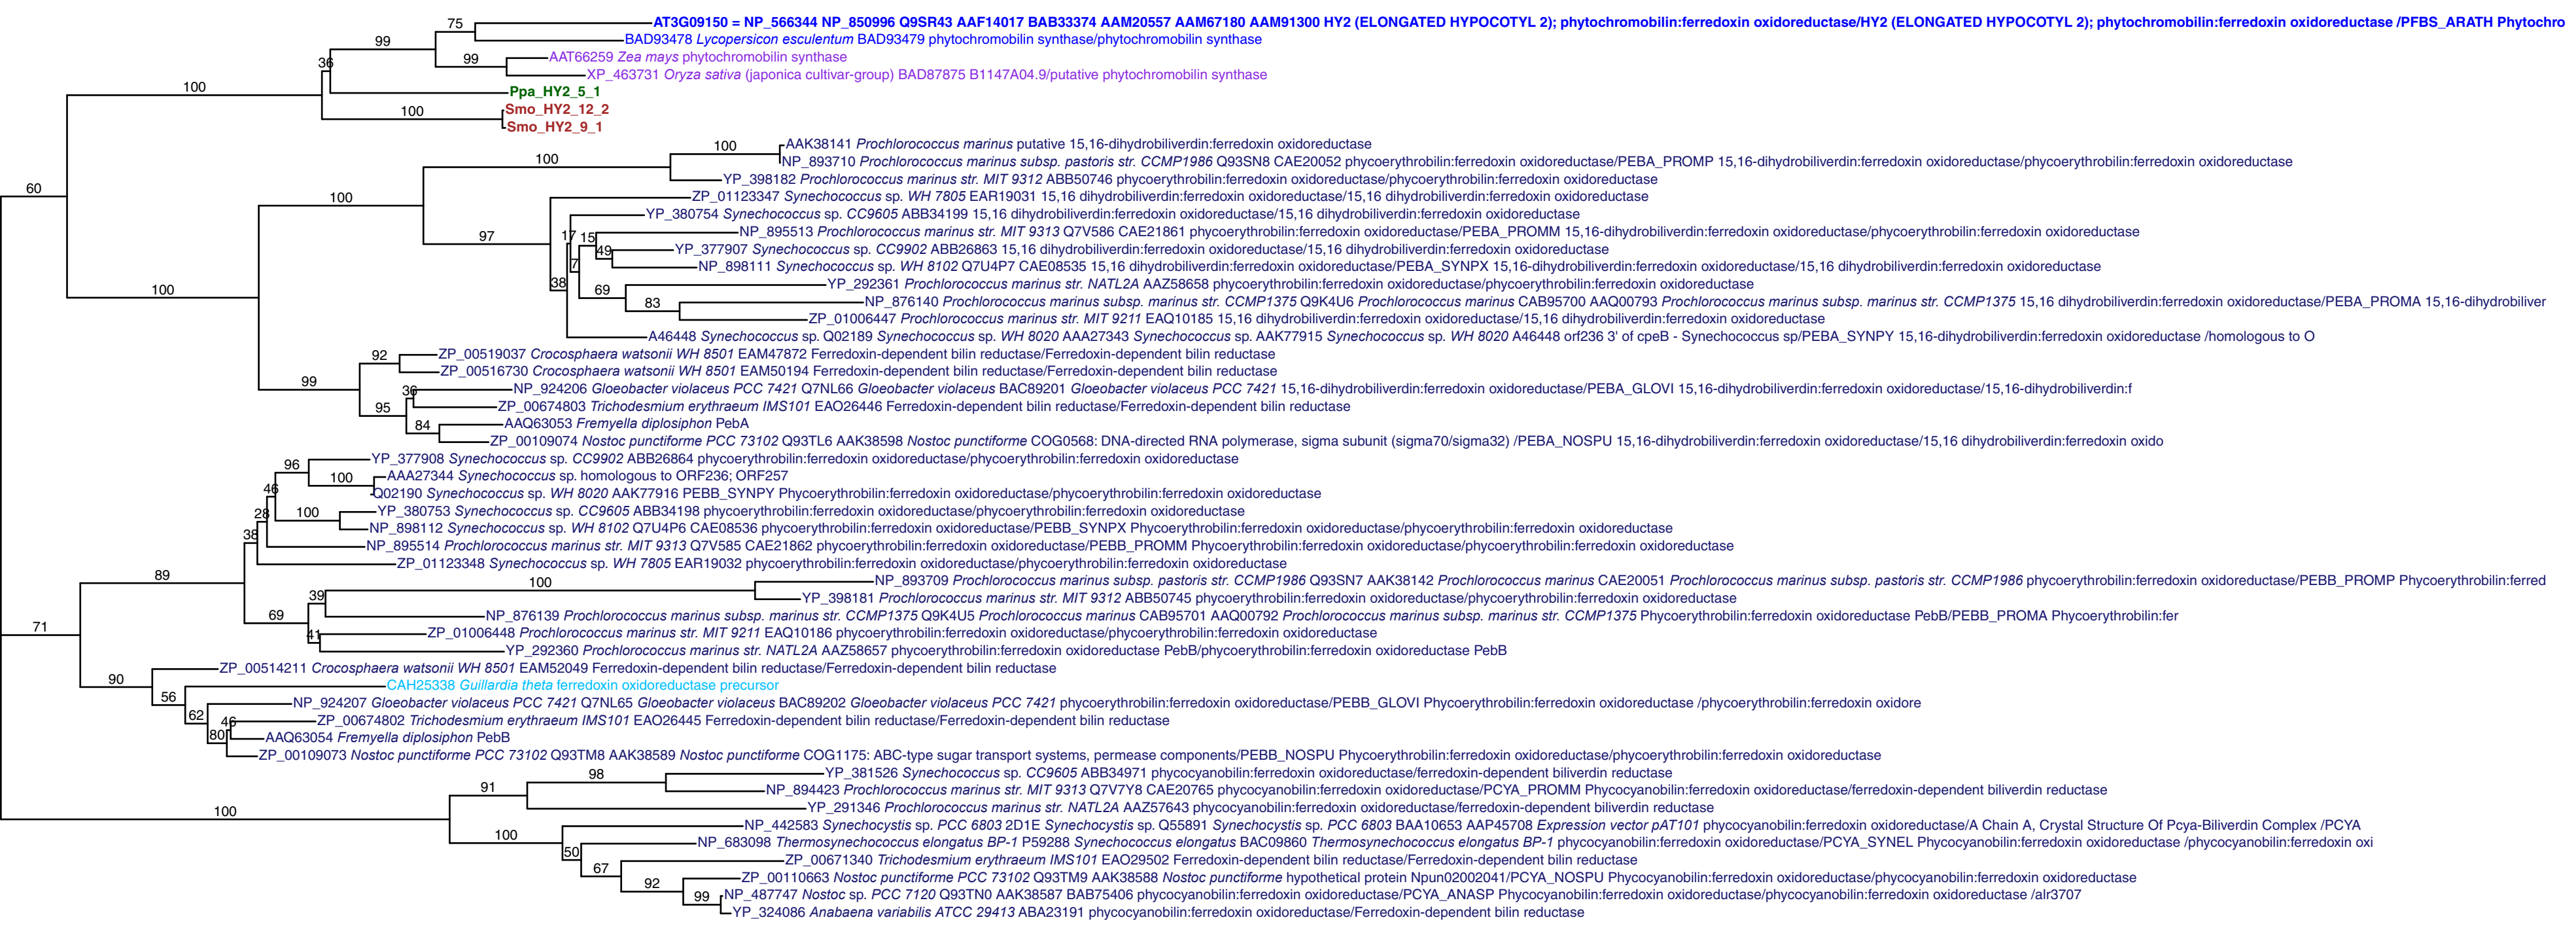 75 AT3G09150 = NP_566344 NP_850996 Q9SR43 AAF14017 BAB33374 AAM20557 AAM67180 AAM91300 HY2 (ELONGATED HYPOCOTYL 2); phytochromobilin:ferredoxin oxidoreductase/HY2 (ELONGATED HYPOCOTYL 2); phytochromobilin:ferredoxin oxidoreductase /PFBS_ARATH Phytochro
99 BAD93478 Lycopersicon esculentum BAD93479 phytochromobilin synthase/phytochromobilin synthase
36 99 AAT66259 Zea mays phytochromobilin synthase
XP_463731 Oryza sativa (japonica cultivar-group) BAD87875 B1147A04.9/putative phytochromobilin synthase
100 Ppa_HY2_5_1
100 Smo_HY2_12_2
Smo_HY2_9_1
100 AAK38141 Prochlorococcus marinus putative 15,16-dihydrobiliverdin:ferredoxin oxidoreductase
100 NP_893710 Prochlorococcus marinus subsp. pastoris str. CCMP1986 Q93SN8 CAE20052 phycoerythrobilin:ferredoxin oxidoreductase/PEBA_PROMP 15,16-dihydrobiliverdin:ferredoxin oxidoreductase/phycoerythrobilin:ferredoxin oxidoreductase
60 YP_398182 Prochlorococcus marinus str. MIT 9312 ABB50746 phycoerythrobilin:ferredoxin oxidoreductase/phycoerythrobilin:ferredoxin oxidoreductase
100 ZP_01123347 Synechococcus sp. WH 7805 EAR19031 15,16 dihydrobiliverdin:ferredoxin oxidoreductase/15,16 dihydrobiliverdin:ferredoxin oxidoreductase
YP_380754 Synechococcus sp. CC9605 ABB34199 15,16 dihydrobiliverdin:ferredoxin oxidoreductase/15,16 dihydrobiliverdin:ferredoxin oxidoreductase
97 17 15 NP_895513 Prochlorococcus marinus str. MIT 9313 Q7V586 CAE21861 phycoerythrobilin:ferredoxin oxidoreductase/PEBA_PROMM 15,16-dihydrobiliverdin:ferredoxin oxidoreductase/phycoerythrobilin:ferredoxin oxidoreductase
49 YP_377907 Synechococcus sp. CC9902 ABB26863 15,16 dihydrobiliverdin:ferredoxin oxidoreductase/15,16 dihydrobiliverdin:ferredoxin oxidoreductase
7 NP_898111 Synechococcus sp. WH 8102 Q7U4P7 CAE08535 15,16 dihydrobiliverdin:ferredoxin oxidoreductase/PEBA_SYNPX 15,16-dihydrobiliverdin:ferredoxin oxidoreductase/15,16 dihydrobiliverdin:ferredoxin oxidoreductase
100 38 69 YP_292361 Prochlorococcus marinus str. NATL2A AAZ58658 phycoerythrobilin:ferredoxin oxidoreductase/phycoerythrobilin:ferredoxin oxidoreductase
83 NP_876140 Prochlorococcus marinus subsp. marinus str. CCMP1375 Q9K4U6 Prochlorococcus marinus CAB95700 AAQ00793 Prochlorococcus marinus subsp. marinus str. CCMP1375 15,16 dihydrobiliverdin:ferredoxin oxidoreductase/PEBA_PROMA 15,16-dihydrobiliver
ZP_01006447 Prochlorococcus marinus str. MIT 9211 EAQ10185 15,16 dihydrobiliverdin:ferredoxin oxidoreductase/15,16 dihydrobiliverdin:ferredoxin oxidoreductase
A46448 Synechococcus sp. Q02189 Synechococcus sp. WH 8020 AAA27343 Synechococcus sp. AAK77915 Synechococcus sp. WH 8020 A46448 orf236 3' of cpeB - Synechococcus sp/PEBA_SYNPY 15,16-dihydrobiliverdin:ferredoxin oxidoreductase /homologous to O
92 ZP_00519037 Crocosphaera watsonii WH 8501 EAM47872 Ferredoxin-dependent bilin reductase/Ferredoxin-dependent bilin reductase
ZP_00516730 Crocosphaera watsonii WH 8501 EAM50194 Ferredoxin-dependent bilin reductase/Ferredoxin-dependent bilin reductase
99 36 NP_924206 Gloeobacter violaceus PCC 7421 Q7NL66 Gloeobacter violaceus BAC89201 Gloeobacter violaceus PCC 7421 15,16-dihydrobiliverdin:ferredoxin oxidoreductase/PEBA_GLOVI 15,16-dihydrobiliverdin:ferredoxin oxidoreductase/15,16-dihydrobiliverdin:f
95 ZP_00674803 Trichodesmium erythraeum IMS101 EAO26446 Ferredoxin-dependent bilin reductase/Ferredoxin-dependent bilin reductase
84 AAQ63053 Fremyella diplosiphon PebA
ZP_00109074 Nostoc punctiforme PCC 73102 Q93TL6 AAK38598 Nostoc punctiforme COG0568: DNA-directed RNA polymerase, sigma subunit (sigma70/sigma32) /PEBA_NOSPU 15,16-dihydrobiliverdin:ferredoxin oxidoreductase/15,16 dihydrobiliverdin:ferredoxin oxido
96 YP_377908 Synechococcus sp. CC9902 ABB26864 phycoerythrobilin:ferredoxin oxidoreductase/phycoerythrobilin:ferredoxin oxidoreductase
100 AAA27344 Synechococcus sp. homologous to ORF236; ORF257
46 Q02190 Synechococcus sp. WH 8020 AAK77916 PEBB_SYNPY Phycoerythrobilin:ferredoxin oxidoreductase/phycoerythrobilin:ferredoxin oxidoreductase
28 100 YP_380753 Synechococcus sp. CC9605 ABB34198 phycoerythrobilin:ferredoxin oxidoreductase/phycoerythrobilin:ferredoxin oxidoreductase
38 NP_898112 Synechococcus sp. WH 8102 Q7U4P6 CAE08536 phycoerythrobilin:ferredoxin oxidoreductase/PEBB_SYNPX Phycoerythrobilin:ferredoxin oxidoreductase/phycoerythrobilin:ferredoxin oxidoreductase
NP_895514 Prochlorococcus marinus str. MIT 9313 Q7V585 CAE21862 phycoerythrobilin:ferredoxin oxidoreductase/PEBB_PROMM Phycoerythrobilin:ferredoxin oxidoreductase/phycoerythrobilin:ferredoxin oxidoreductase
ZP_01123348 Synechococcus sp. WH 7805 EAR19032 phycoerythrobilin:ferredoxin oxidoreductase/phycoerythrobilin:ferredoxin oxidoreductase
89 100 NP_893709 Prochlorococcus marinus subsp. pastoris str. CCMP1986 Q93SN7 AAK38142 Prochlorococcus marinus CAE20051 Prochlorococcus marinus subsp. pastoris str. CCMP1986 phycoerythrobilin:ferredoxin oxidoreductase/PEBB_PROMP Phycoerythrobilin:ferred
39 YP_398181 Prochlorococcus marinus str. MIT 9312 ABB50745 phycoerythrobilin:ferredoxin oxidoreductase/phycoerythrobilin:ferredoxin oxidoreductase
69 NP_876139 Prochlorococcus marinus subsp. marinus str. CCMP1375 Q9K4U5 Prochlorococcus marinus CAB95701 AAQ00792 Prochlorococcus marinus subsp. marinus str. CCMP1375 Phycoerythrobilin:ferredoxin oxidoreductase PebB/PEBB_PROMA Phycoerythrobilin:fer
71 41 ZP_01006448 Prochlorococcus marinus str. MIT 9211 EAQ10186 phycoerythrobilin:ferredoxin oxidoreductase/phycoerythrobilin:ferredoxin oxidoreductase
YP_292360 Prochlorococcus marinus str. NATL2A AAZ58657 phycoerythrobilin:ferredoxin oxidoreductase PebB/phycoerythrobilin:ferredoxin oxidoreductase PebB
ZP_00514211 Crocosphaera watsonii WH 8501 EAM52049 Ferredoxin-dependent bilin reductase/Ferredoxin-dependent bilin reductase
90 CAH25338 Guillardia theta ferredoxin oxidoreductase precursor
56 NP_924207 Gloeobacter violaceus PCC 7421 Q7NL65 Gloeobacter violaceus BAC89202 Gloeobacter violaceus PCC 7421 phycoerythrobilin:ferredoxin oxidoreductase/PEBB_GLOVI Phycoerythrobilin:ferredoxin oxidoreductase /phycoerythrobilin:ferredoxin oxidore
62 46 ZP_00674802 Trichodesmium erythraeum IMS101 EAO26445 Ferredoxin-dependent bilin reductase/Ferredoxin-dependent bilin reductase
80 AAQ63054 Fremyella diplosiphon PebB
ZP_00109073 Nostoc punctiforme PCC 73102 Q93TM8 AAK38589 Nostoc punctiforme COG1175: ABC-type sugar transport systems, permease components/PEBB_NOSPU Phycoerythrobilin:ferredoxin oxidoreductase/phycoerythrobilin:ferredoxin oxidoreductase
98 YP_381526 Synechococcus sp. CC9605 ABB34971 phycocyanobilin:ferredoxin oxidoreductase/ferredoxin-dependent biliverdin reductase
91 NP_894423 Prochlorococcus marinus str. MIT 9313 Q7V7Y8 CAE20765 phycocyanobilin:ferredoxin oxidoreductase/PCYA_PROMM Phycocyanobilin:ferredoxin oxidoreductase/ferredoxin-dependent biliverdin reductase
100 YP_291346 Prochlorococcus marinus str. NATL2A AAZ57643 phycocyanobilin:ferredoxin oxidoreductase/ferredoxin-dependent biliverdin reductase
100 NP_442583 Synechocystis sp. PCC 6803 2D1E Synechocystis sp. Q55891 Synechocystis sp. PCC 6803 BAA10653 AAP45708 Expression vector pAT101 phycocyanobilin:ferredoxin oxidoreductase/A Chain A, Crystal Structure Of Pcya-Biliverdin Complex /PCYA
50 NP_683098 Thermosynechococcus elongatus BP-1 P59288 Synechococcus elongatus BAC09860 Thermosynechococcus elongatus BP-1 phycocyanobilin:ferredoxin oxidoreductase/PCYA_SYNEL Phycocyanobilin:ferredoxin oxidoreductase /phycocyanobilin:ferredoxin oxi
67 ZP_00671340 Trichodesmium erythraeum IMS101 EAO29502 Ferredoxin-dependent bilin reductase/Ferredoxin-dependent bilin reductase
92 ZP_00110663 Nostoc punctiforme PCC 73102 Q93TM9 AAK38588 Nostoc punctiforme hypothetical protein Npun02002041/PCYA_NOSPU Phycocyanobilin:ferredoxin oxidoreductase/phycocyanobilin:ferredoxin oxidoreductase
99 NP_487747 Nostoc sp. PCC 7120 Q93TN0 AAK38587 BAB75406 phycocyanobilin:ferredoxin oxidoreductase/PCYA_ANASP Phycocyanobilin:ferredoxin oxidoreductase/phycocyanobilin:ferredoxin oxidoreductase /alr3707
YP_324086 Anabaena variabilis ATCC 29413 ABA23191 phycocyanobilin:ferredoxin oxidoreductase/Ferredoxin-dependent bilin reductase